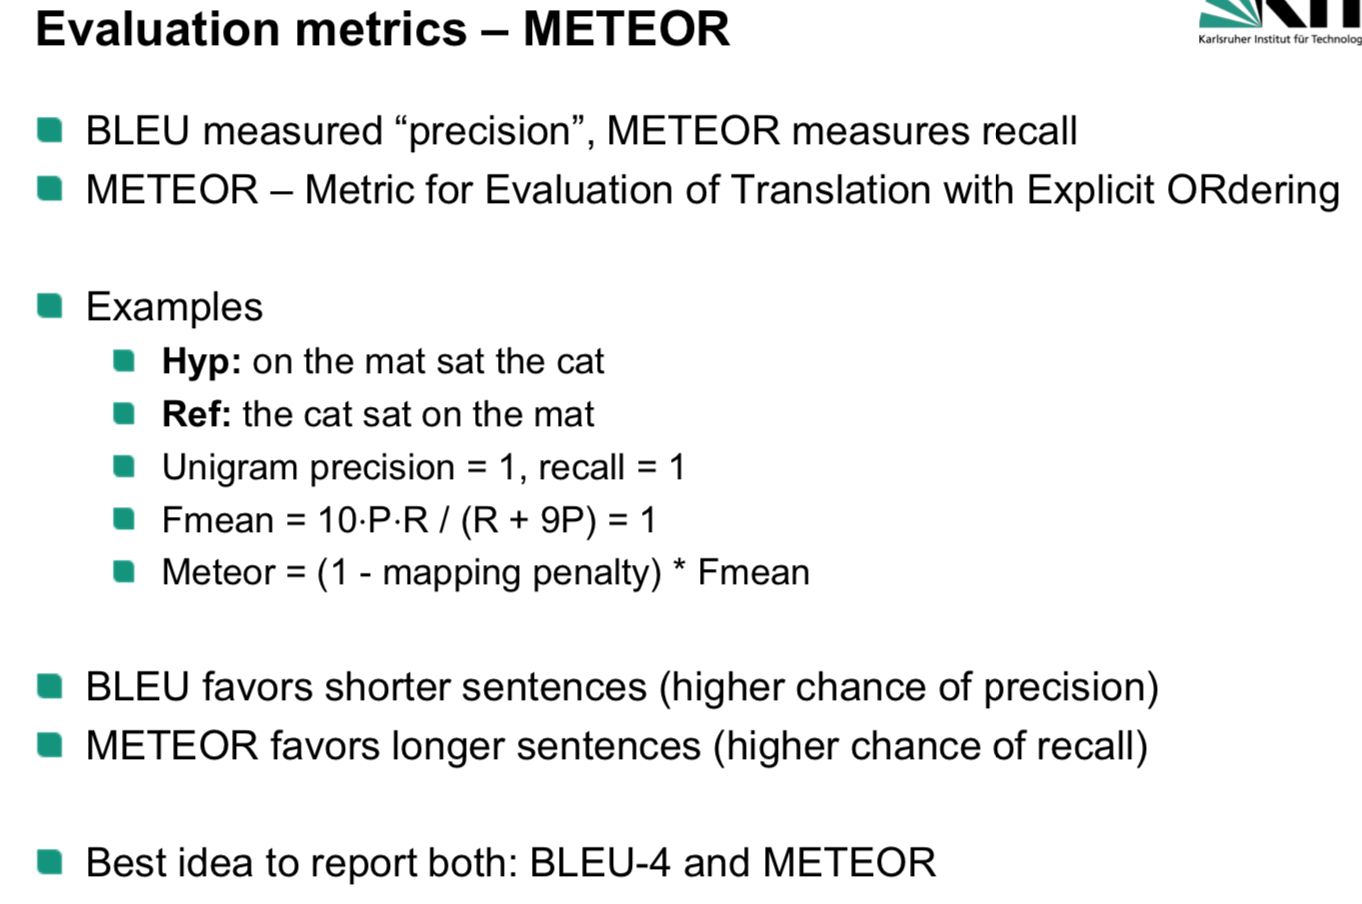 Evaluation metrics – METEOR
Karlsruher Institut für Technolog
BLEU measured “precision”, METEOR measures recall
METEOR – Metric for Evaluation of Translation with Explicit ORdering
Examples
Hyp: on the mat sat the cat
Ref: the cat sat on the mat
Unigram precision = 1, recall = 1
Fmean = 10·P·R / (R + 9P) = 1
Meteor = (1 - mapping penalty) * Fmean
BLEU favors shorter sentences (higher chance of precision)
METEOR favors longer sentences (higher chance of recall)
Best idea to report both: BLEU-4 and METEOR